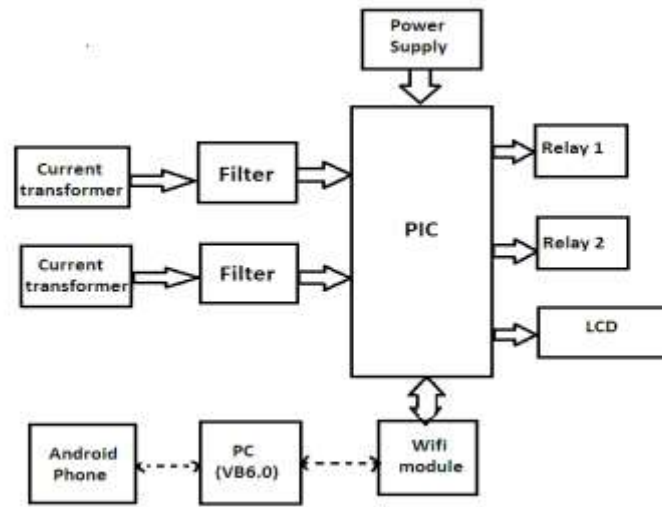 Power
Supply
Current
transformer
Filter
Relay 1
PIC
Relay 2
Current
transformer
Filter
LCD
Android
Phone
PC
(VB6.0)
Wifi
module